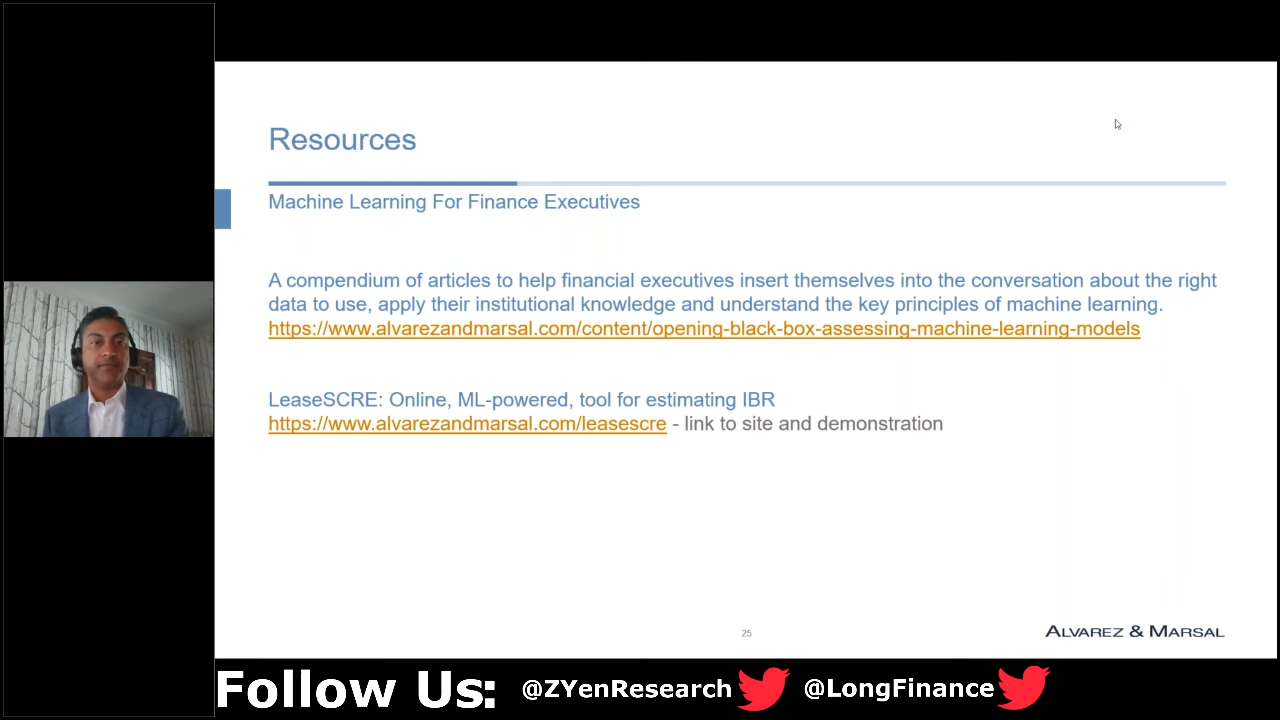 Resources
Machine Learning For Finance Executives
A compendium of articles to help financial executives insert themselves into the conversation about the right
data to use, apply their institutional knowledge and understand the key principles of machine learning.
https://www.alvarezandmarsal.com/content/opening-black-box-assessing-machine-learning-models
LeaseSCRE: Online, ML-powered, tool for estimating IBR
https://www.alvarezandmarsal.com/leasescre - link to site and demonstration
25
ALVAREZ & MARSAL
Follow Us: @ZYenResearch @LongFinance